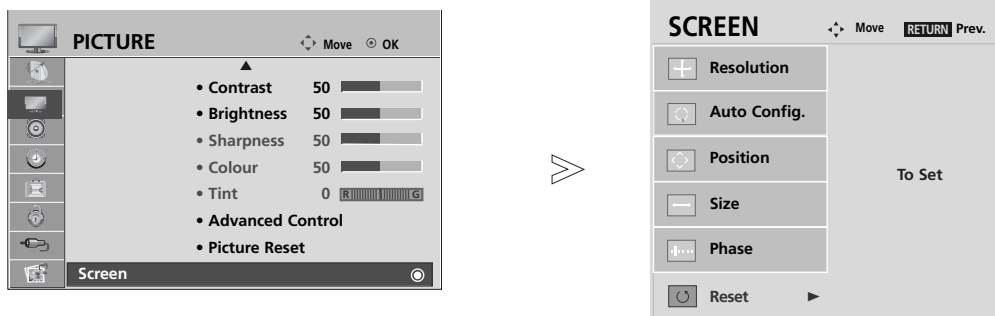 PICTURE Move OK
• Contrast 50
• Brightness 50
• Sharpness 50
• Colour 50
• Tint 0 R G
• Advanced Control
• Picture Reset
Screen
SCREEN Move RETURN Prev.
Resolution
Auto Config.
Position
Size
Phase
Reset
To Set